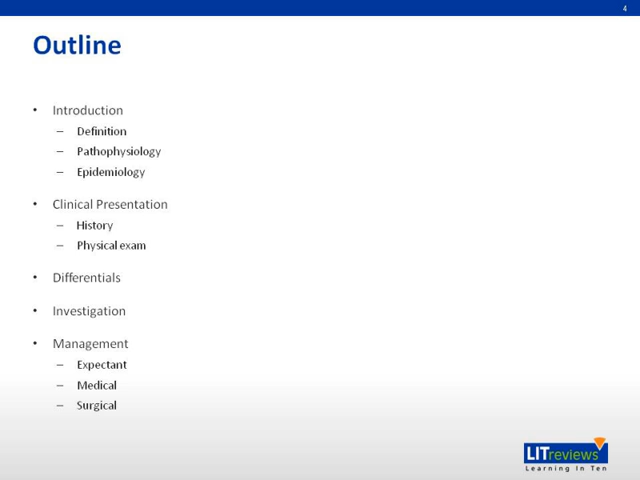 4
Outline
• Introduction
– Definition
– Pathophysiology
– Epidemiology
• Clinical Presentation
– History
– Physical exam
• Differentials
• Investigation
• Management
– Expectant
– Medical
– Surgical
LITreviews
Learning In Ten